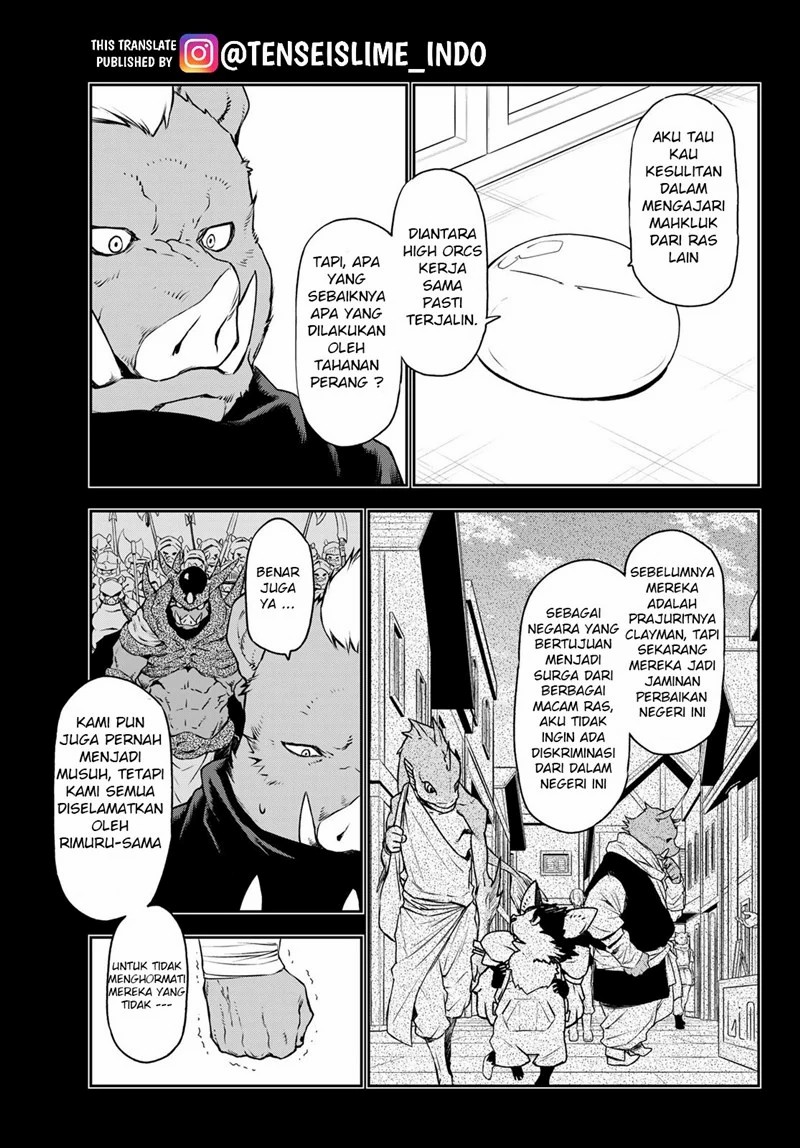 THIS TRANSLATE
PUBLISHED BY
@TENSEISLIME_INDO
AKU TAU
KAU
KESULITAN
DALAM
MENGAJARI
MAHKLUK
DARI RAS
LAIN
DIANTARA
HIGH ORCS
KERJA
SAMA
PASTI
TERJALIN.
TAPI, APA
YANG
SEBAIKNYA
APA YANG
DILAKUKAN
OLEH
TAHANAN
PERANG ?
SEBELUMNYA
MEREKA
ADALAH
PRAJURITNYA
CLAYMAN, TAPI
SEKARANG
MEREKA JADI
JAMINAN
PERBAIKAN
NEGERI INI
SEBAGAI
NEGARA YANG
BERTUJUAN
MENJADI
SURGA DARI
BERBAGAI
MACAM RAS,
AKU TIDAK
INGIN ADA
DISKRIMINASI
DARI DALAM
NEGERI INI
BENAR
JUGA
YA ...
KAMI PUN
JUGA PERNAH
MENJADI
MUSUH, TETAPI
KAMI SEMUA
DISELAMATKAN
OLEH
RIMURU-SAMA
UNTUK TIDAK
MENGHORMATI
MEREKA YANG
TIDAK ---